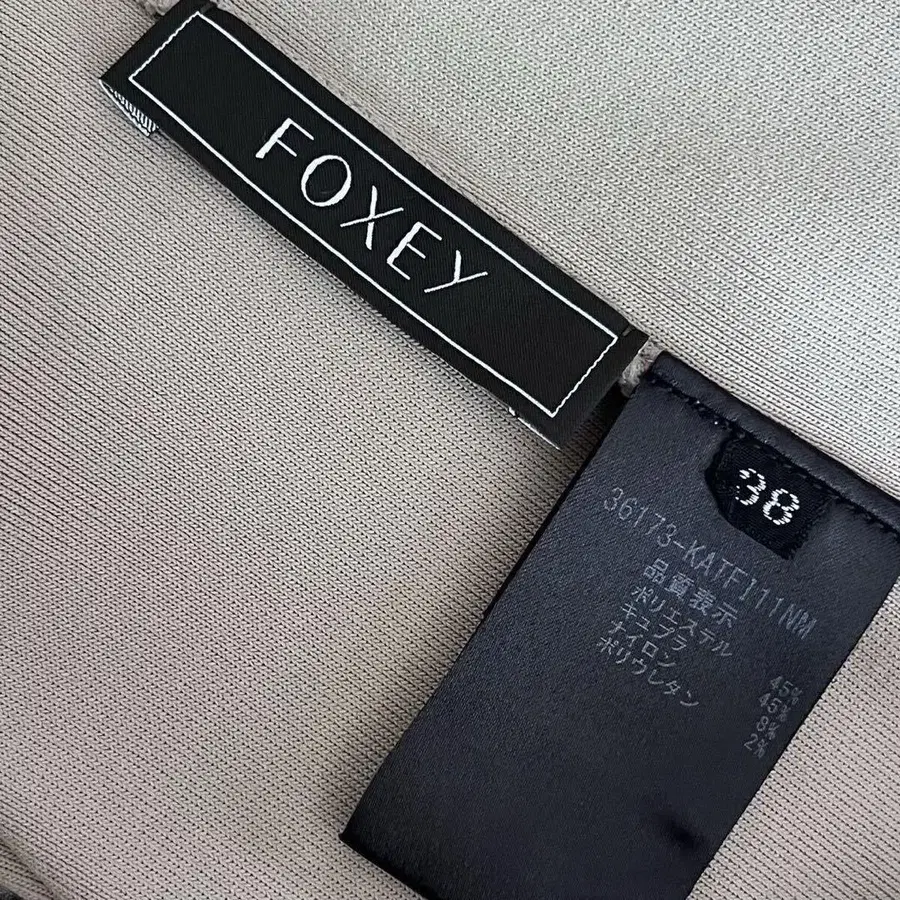 FOXEY
38
36173-KATFI11NM
品質表示
ポリエステル 45%
キュプラ 45%
ナイロン 8%
ポリウレタン 2%